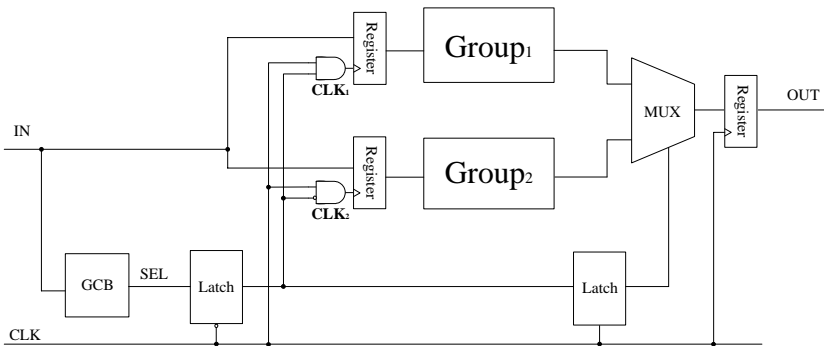 Register
Group1
CLK1
MUX
Register
OUT
IN
Register
Group2
CLK2
GCB
SEL
Latch
Latch
CLK